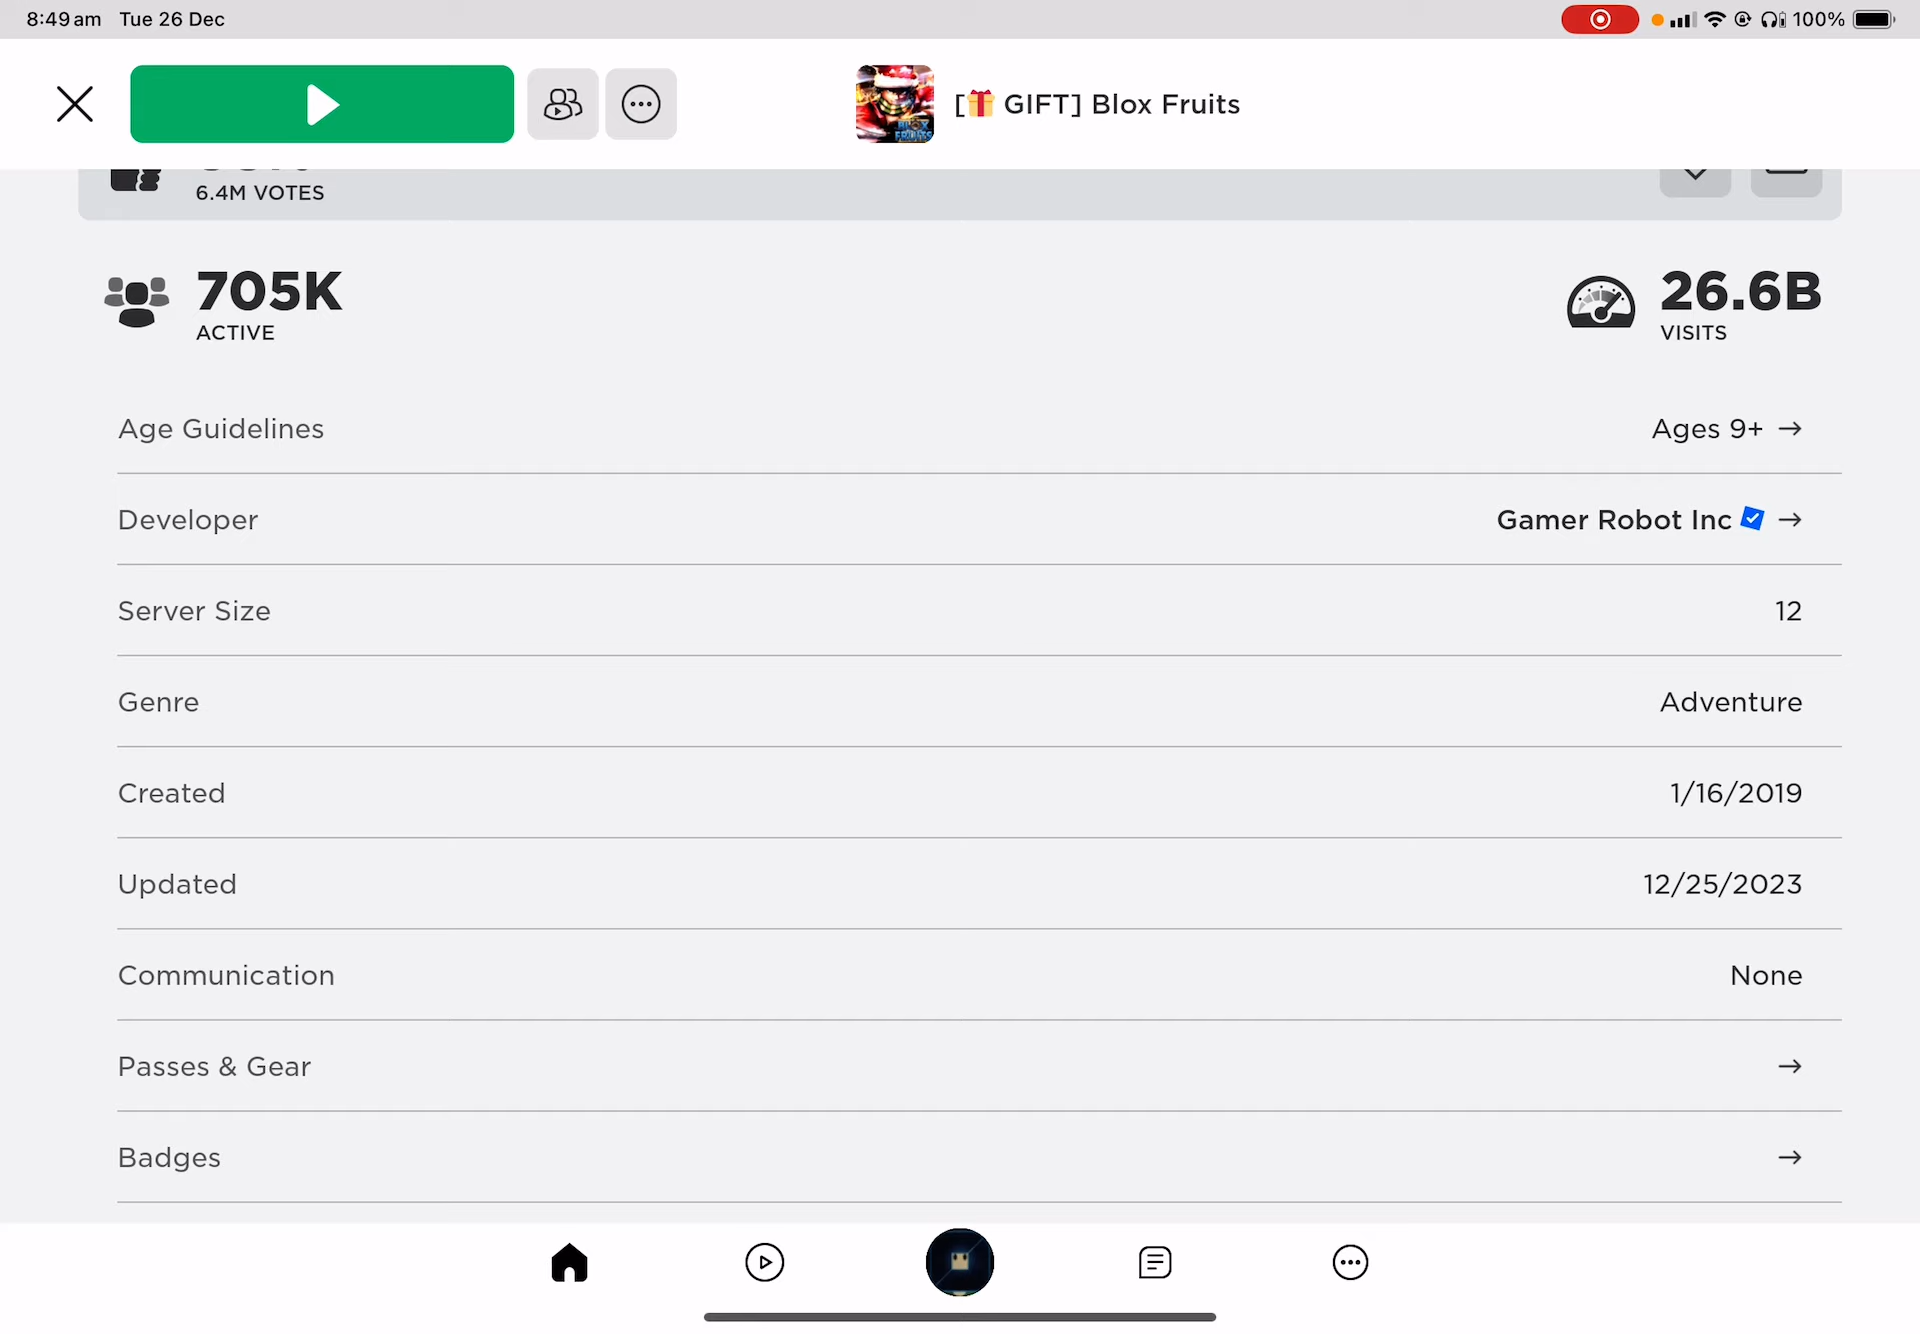 8:49 am Tue 26 Dec
100%
[🎁 GIFT] Blox Fruits
BLOX
FRUITS
6.4M VOTES
705K
ACTIVE
26.6B
VISITS
Age Guidelines
Ages 9+ →
Developer
Gamer Robot Inc →
Server Size
12
Genre
Adventure
Created
1/16/2019
Updated
12/25/2023
Communication
None
Passes & Gear
→
Badges
→